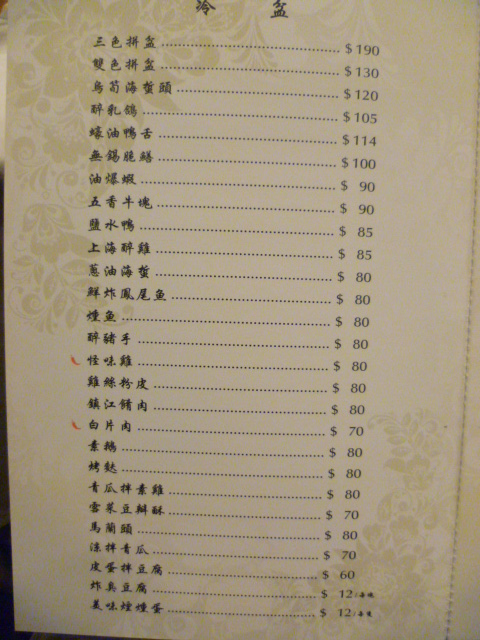 冷盆
三色拼盆 $190
雙色拼盆 $130
烏筍海蜇頭 $120
醉乳鴿 $105
蠔油鴨舌 $114
無錫脆鱔 $100
油爆蝦 $ 90
五香牛塊 $ 90
鹽水鴨 $ 85
上海醉雞 $ 85
蔥油海蜇 $ 80
鮮炸鳳尾魚 $ 80
燻魚 $ 80
醉豬手 $ 80
怪味雞 $ 80
雞絲粉皮 $ 80
鎮江餚肉 $ 80
白片肉 $ 70
素鵝 $ 80
烤麩 $ 80
青瓜拌素雞 $ 80
雪菜豆瓣酥 $ 70
馬蘭頭 $ 80
涼拌青瓜 $ 70
皮蛋拌豆腐 $ 60
炸臭豆腐 $ 12
美味煙燻蛋 $ 12